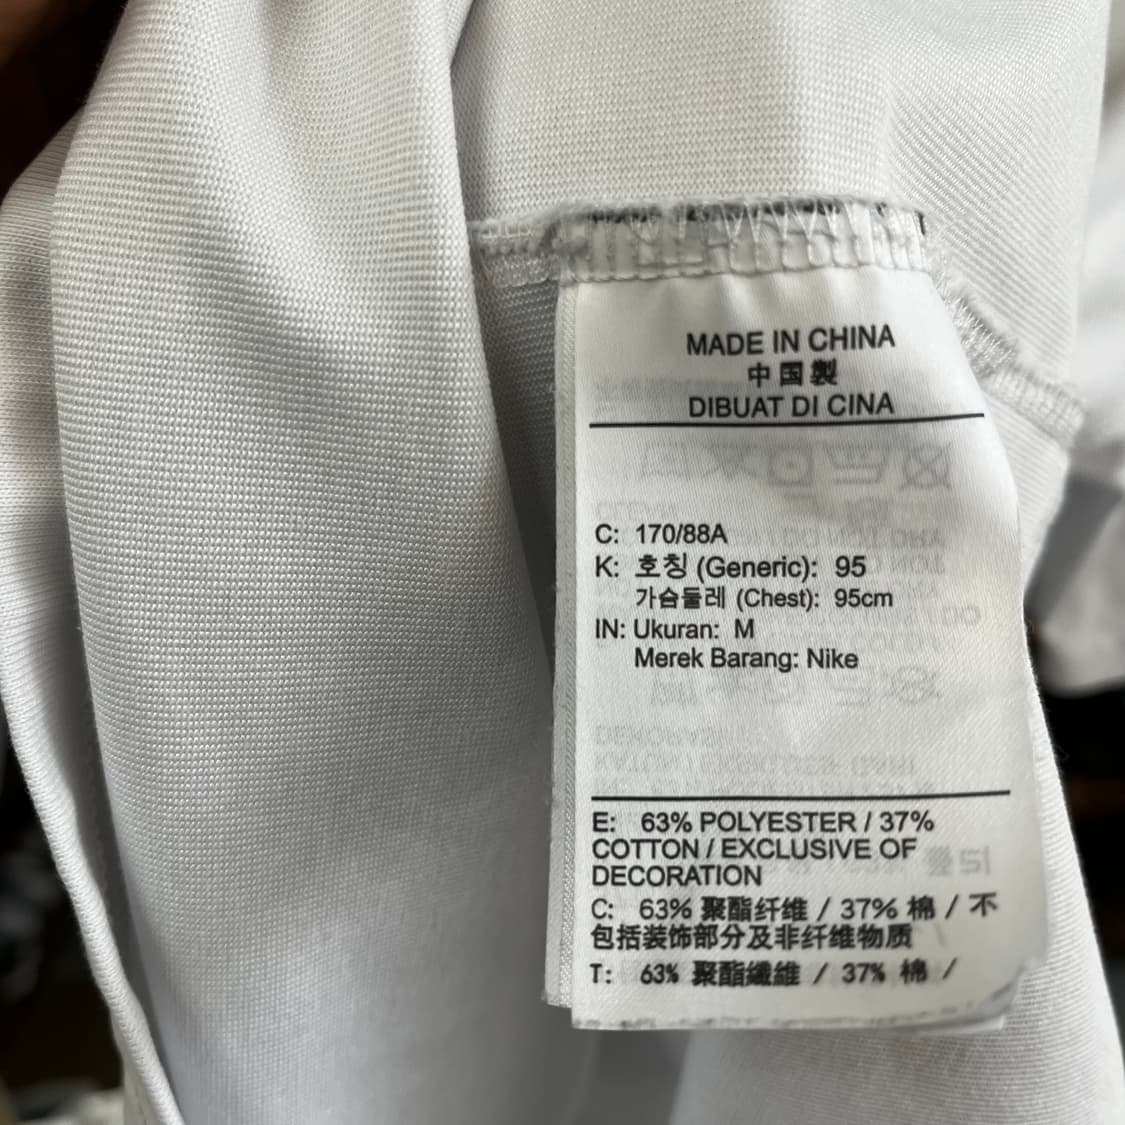 MADE IN CHINA
中国製
DIBUAT DI CINA
C: 170/88A
K: 호칭 (Generic): 95
가슴둘레 (Chest): 95cm
IN: Ukuran: M
Merek Barang: Nike
E: 63% POLYESTER / 37%
COTTON / EXCLUSIVE OF
DECORATION
C: 63% 聚酯纤维 / 37% 棉 / 不
包括装饰部分及非纤维物质
T: 63% 聚酯纖維 / 37% 棉 /